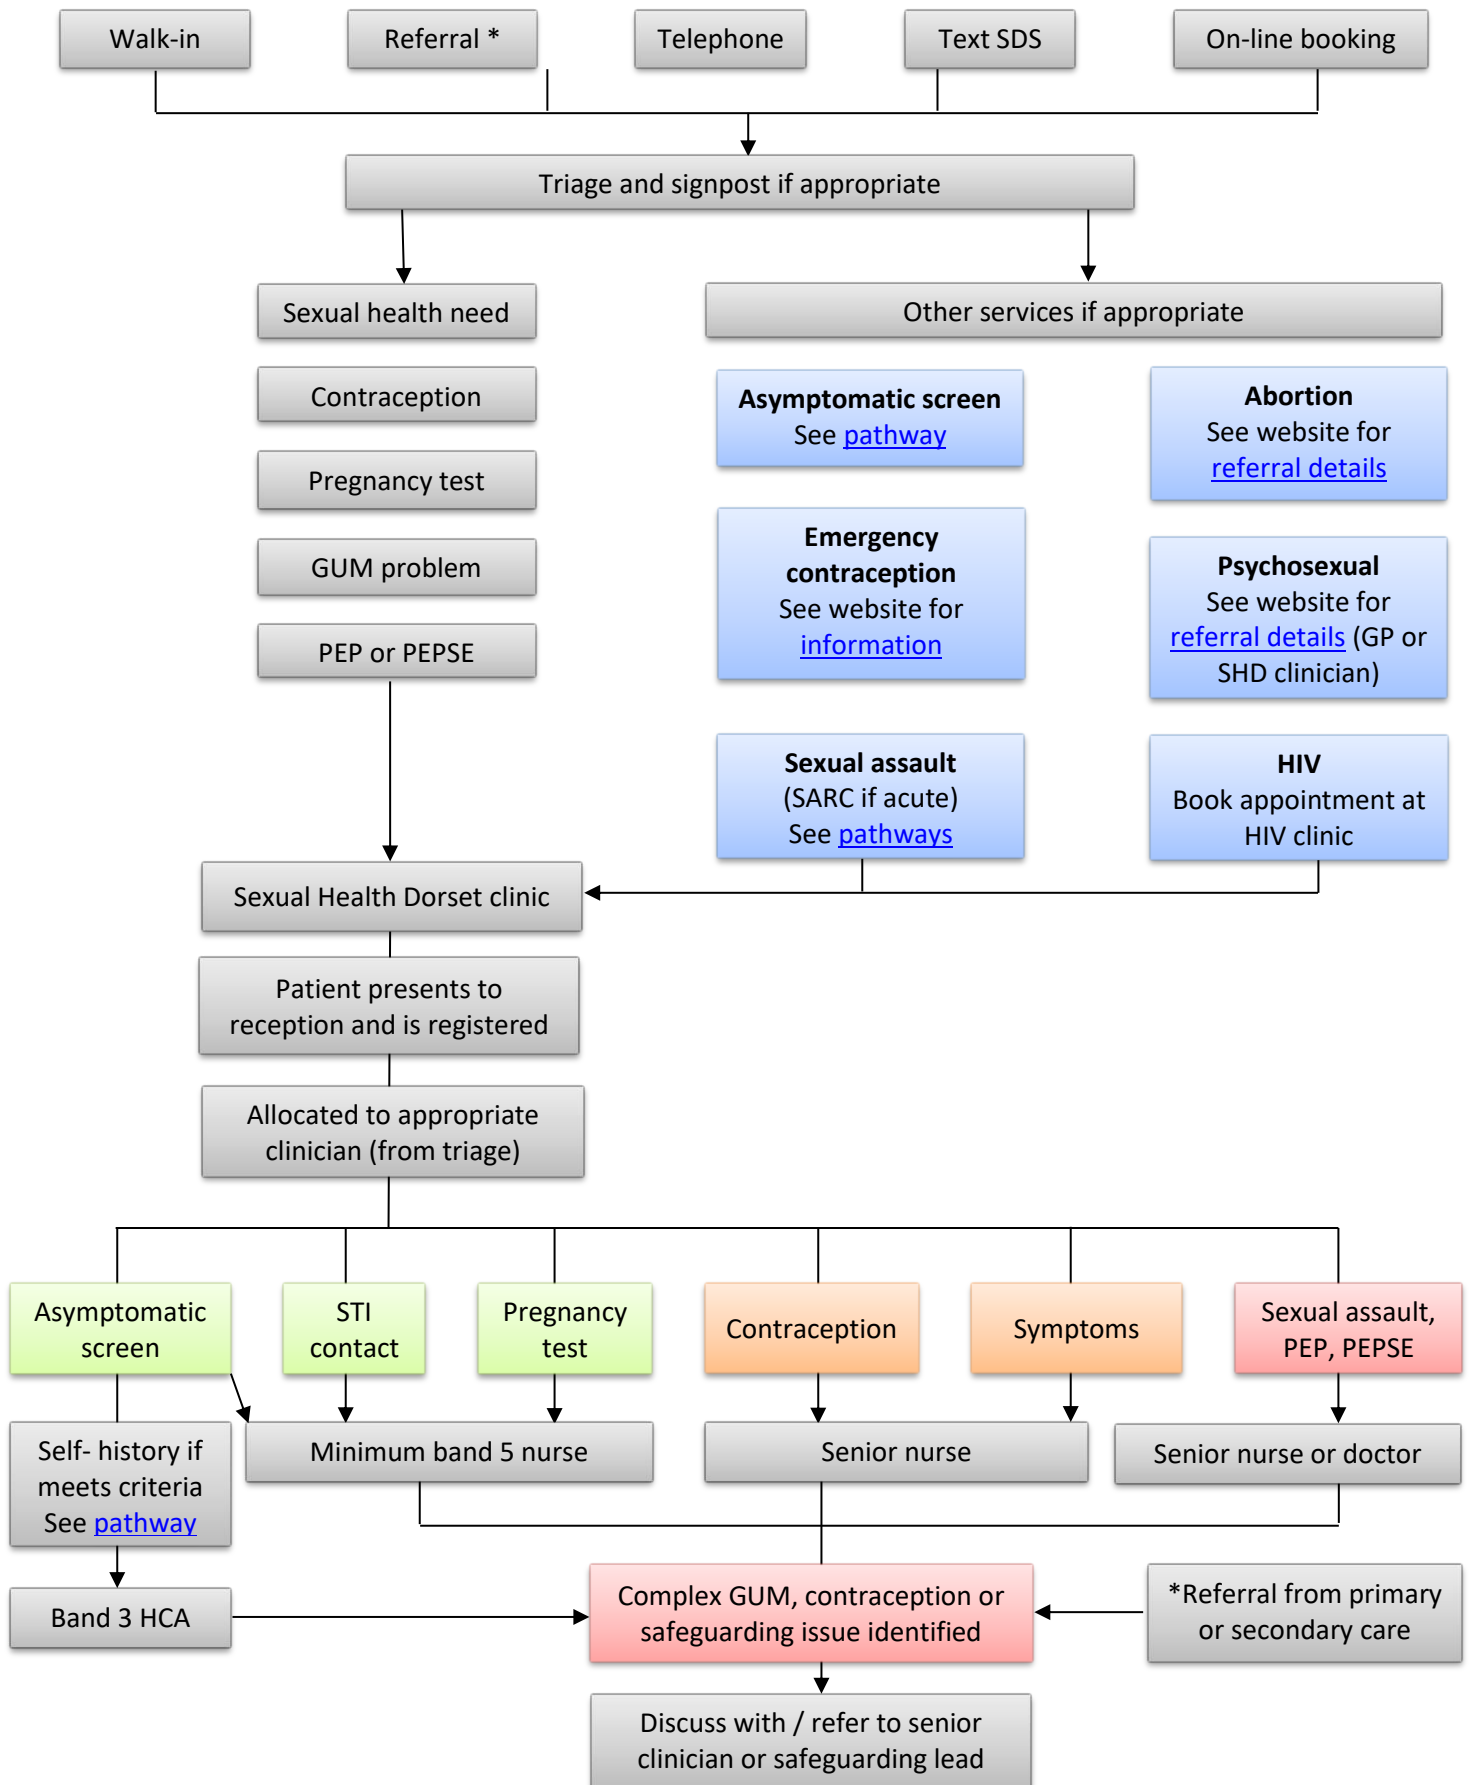 Walk-in
Referral *
Telephone
Text SDS
On-line booking
Triage and signpost if appropriate
Sexual health need
Other services if appropriate
Contraception
Pregnancy test
GUM problem
PEP or PEPSE
Asymptomatic screen
See pathway
Abortion
See website for
referral details
Emergency
contraception
See website for
information
Psychosexual
See website for
referral details (GP or
SHD clinician)
Sexual assault
(SARC if acute)
See pathways
HIV
Book appointment at
HIV clinic
Sexual Health Dorset clinic
Patient presents to
reception and is registered
Allocated to appropriate
clinician (from triage)
Asymptomatic
screen
STI
contact
Pregnancy
test
Contraception
Symptoms
Sexual assault,
PEP, PEPSE
Self- history if
meets criteria
See pathway
Minimum band 5 nurse
Senior nurse
Senior nurse or doctor
Band 3 HCA
Complex GUM, contraception or
safeguarding issue identified
*Referral from primary
or secondary care
Discuss with / refer to senior
clinician or safeguarding lead